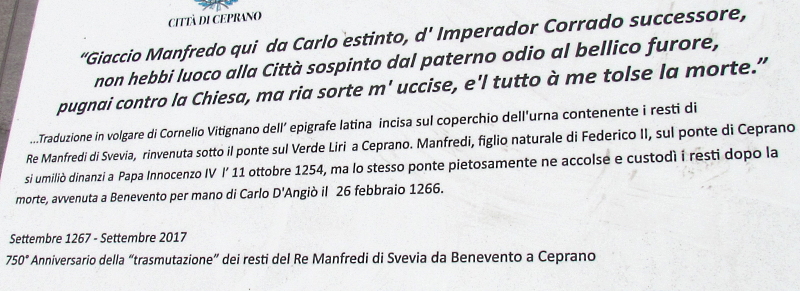 CITTÀ DI CEPRANO
“Giaccio Manfredo qui da Carlo estinto, d' Imperador Corrado successore,
non hebbi luoco alla Città sospinto dal paterno odio al bellico furore,
pugnai contro la Chiesa, ma ria sorte m' uccise, e'l tutto à me tolse la morte.”
...Traduzione in volgare di Cornelio Vitignano dell' epigrafe latina incisa sul coperchio dell'urna contenente i resti di
Re Manfredi di Svevia, rinvenuta sotto il ponte sul Verde Liri a Ceprano. Manfredi, figlio naturale di Federico II, sul ponte di Ceprano
si umiliò dinanzi a Papa Innocenzo IV l' 11 ottobre 1254, ma lo stesso ponte pietosamente ne accolse e custodì i resti dopo la
morte, avvenuta a Benevento per mano di Carlo D'Angiò il 26 febbraio 1266.
Settembre 1267 - Settembre 2017
750° Anniversario della “trasmutazione” dei resti del Re Manfredi di Svevia da Benevento a Ceprano